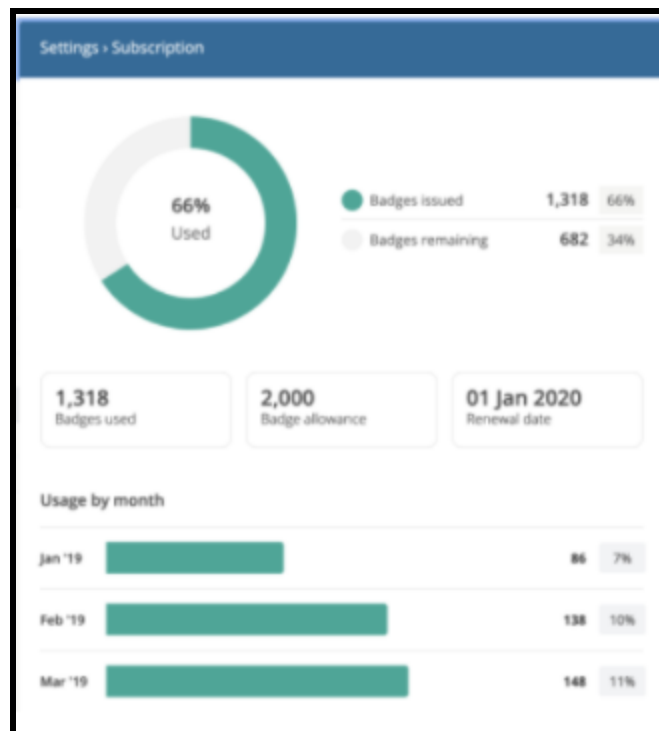 Settings › Subscription
66%
Used
Badges issued 1,318 66%
Badges remaining 682 34%
1,318
Badges used
2,000
Badge allowance
01 Jan 2020
Renewal date
Usage by month
Jan '19 86 7%
Feb '19 138 10%
Mar '19 148 11%